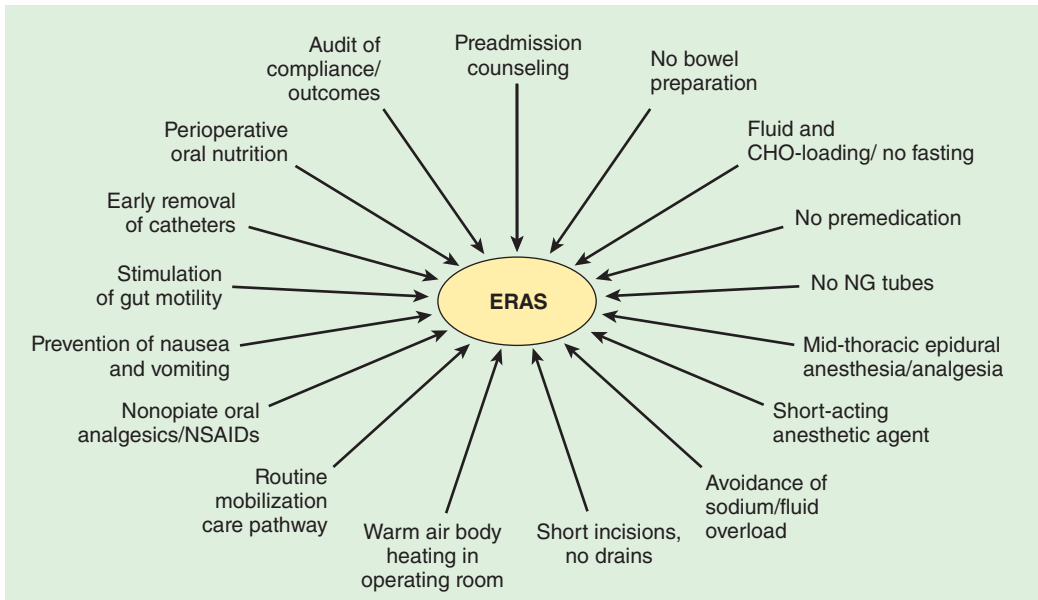 Preadmission
counseling
No bowel
preparation
Fluid and
CHO-loading/ no fasting
No premedication
No NG tubes
Mid-thoracic epidural
anesthesia/analgesia
Short-acting
anesthetic agent
Avoidance of
sodium/fluid
overload
Short incisions,
no drains
Warm air body
heating in
operating room
Routine
mobilization
care pathway
Nonopiate oral
analgesics/NSAIDs
Prevention of nausea
and vomiting
Stimulation
of gut motility
Early removal
of catheters
Perioperative
oral nutrition
Audit of
compliance/
outcomes
ERAS